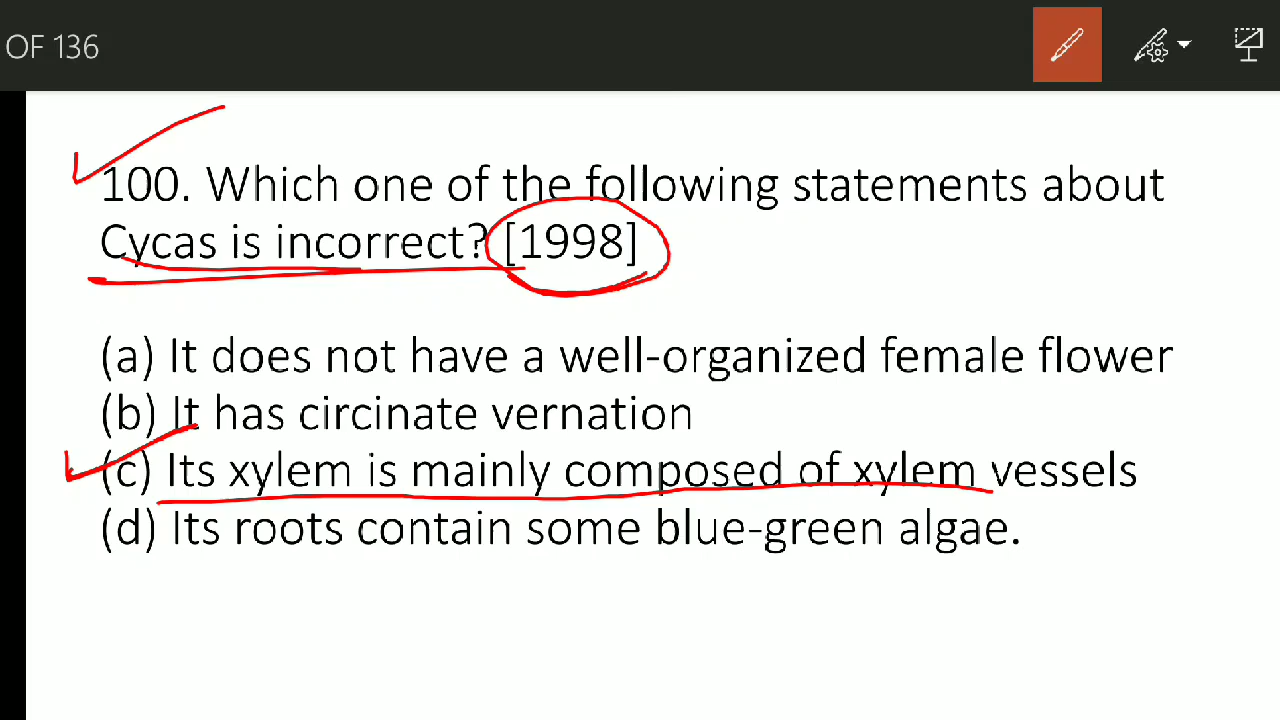 OF 136
100. Which one of the following statements about
Cycas is incorrect? [1998]
(a) It does not have a well-organized female flower
(b) It has circinate vernation
(c) Its xylem is mainly composed of xylem vessels
(d) Its roots contain some blue-green algae.